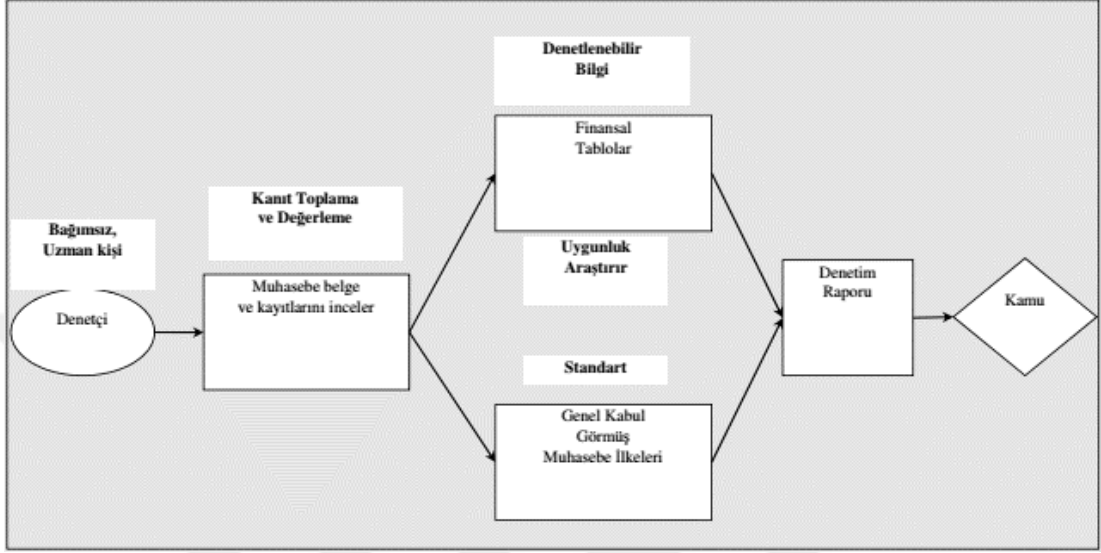 Denetlenebilir
Bilgi
Finansal
Tablolar
Kanıt Toplama
ve Değerleme
Bağımsız,
Uzman kişi
Uygunluk
Araştırır
Muhasebe belge
ve kayıtlarını inceler
Denetçi
Denetim
Raporu
Kamu
Standart
Genel Kabul
Görmüş
Muhasebe İlkeleri